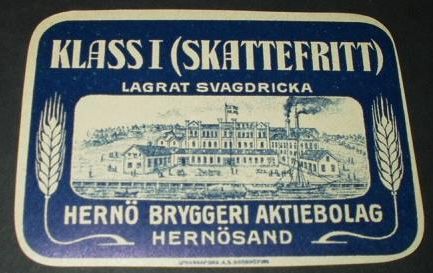 KLASS I (SKATTEFRITT)
LAGRAT SVAGDRICKA
HERNÖ BRYGGERI AKTIEBOLAG
HERNÖSAND